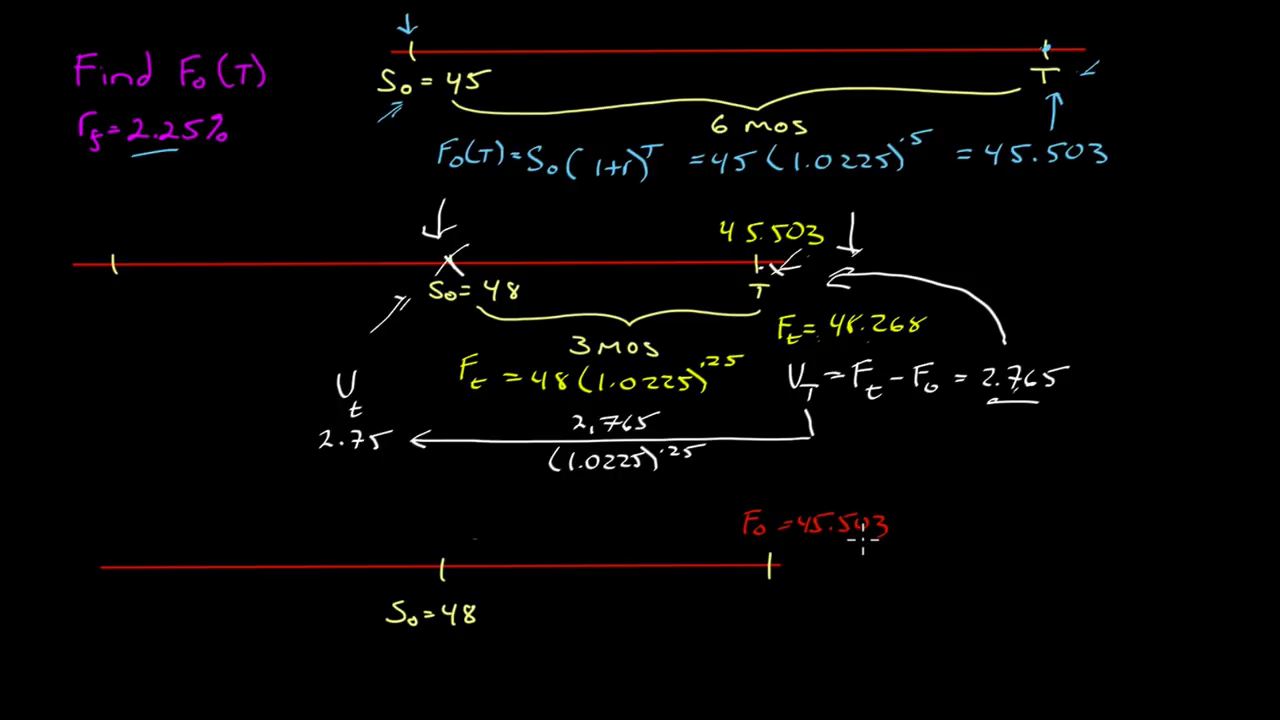 Find F₀(T)
r_f = 2.25%
S₀ = 45
T
6 mos
F₀(T) = S₀(1+r)^T = 45(1.0225)^.5 = 45.503
45.503
S₀ = 48
T
3 mos
F_t = 48.268
F_t = 48(1.0225)^.25
V_T = F_t - F₀ = 2.765
V_t
2.75
2.765
(1.0225)^.25
F₀ = 45.503
S₀ = 48